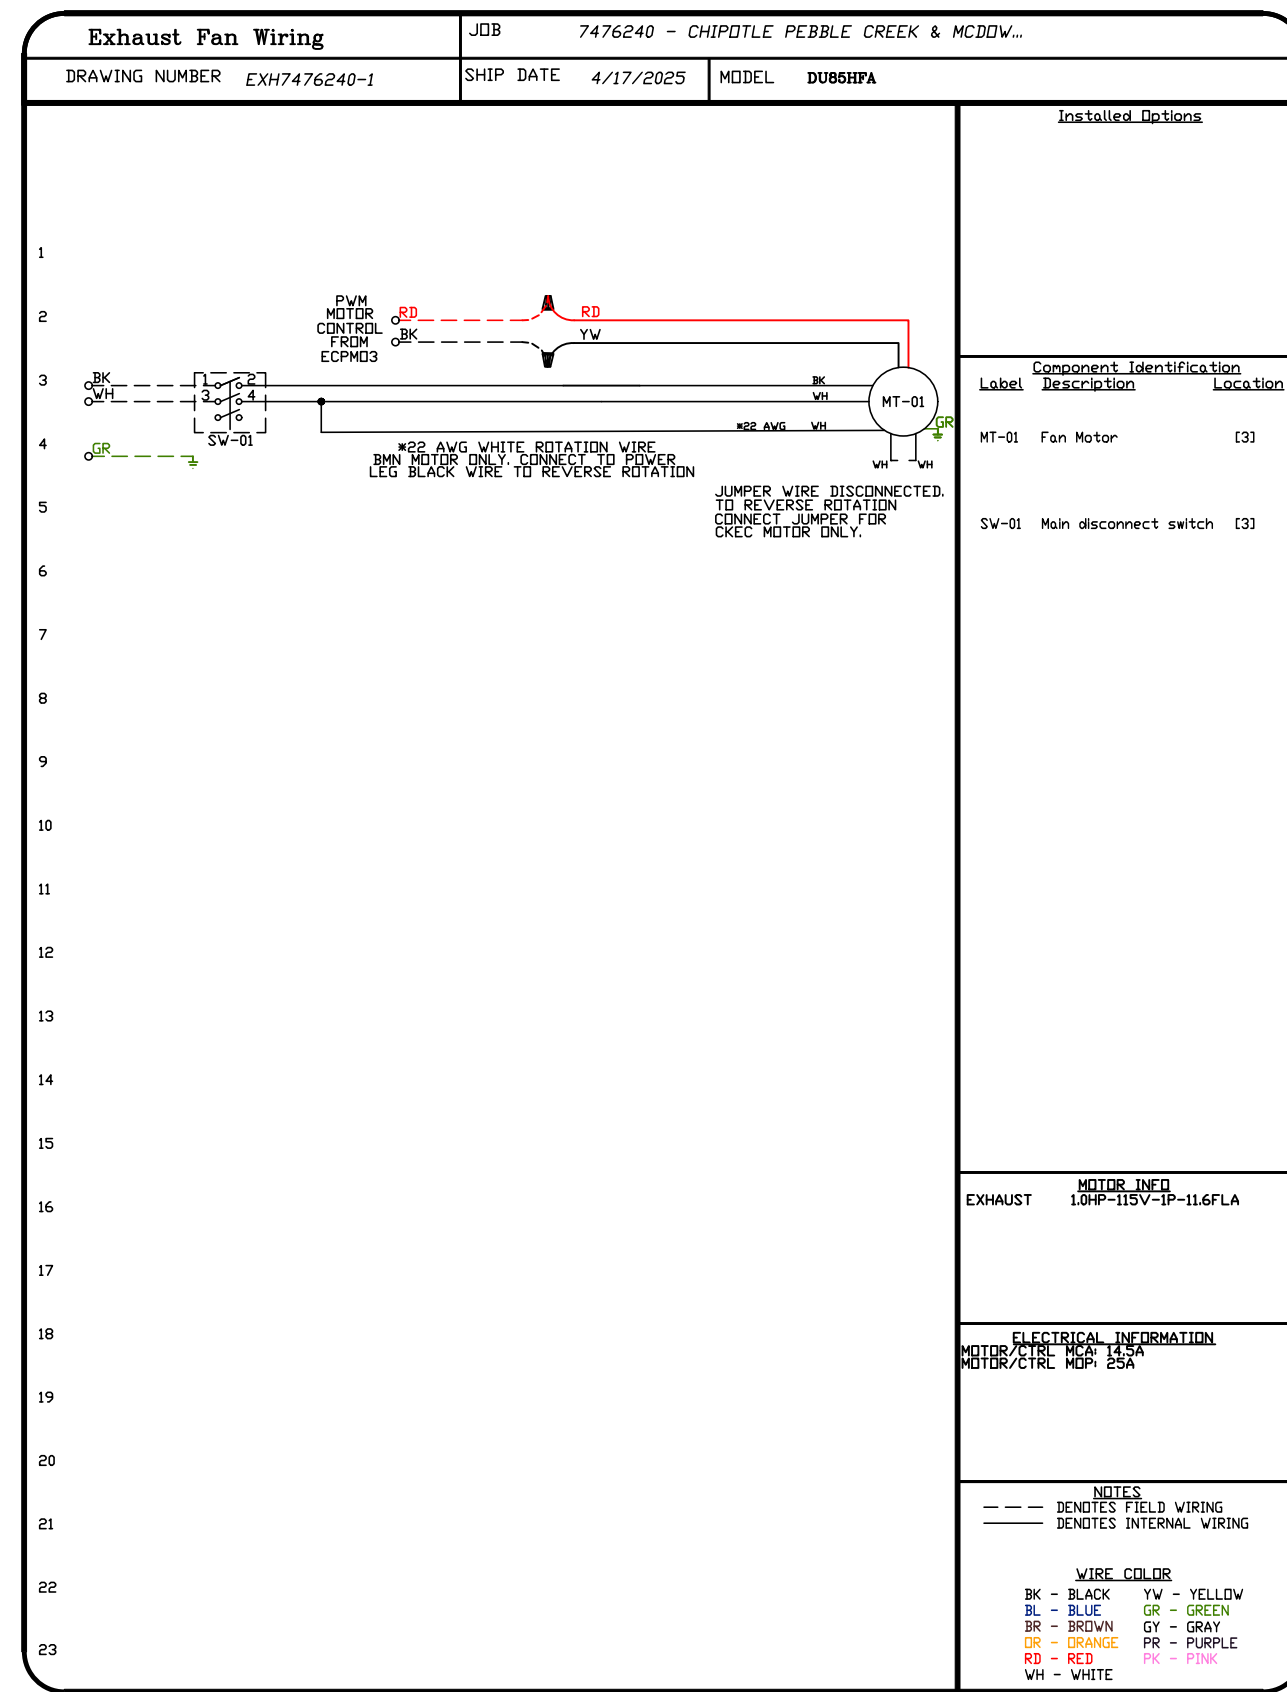 Exhaust Fan Wiring
JOB 7476240 - CHIPOTLE PEBBLE CREEK & MCDOW...
DRAWING NUMBER EXH7476240-1
SHIP DATE 4/17/2025
MODEL DU85HFA
1
2
3
4
5
6
7
8
9
10
11
12
13
14
15
16
17
18
19
20
21
22
23
PWM
MOTOR
CONTROL
FROM
ECPM03
RD
BK
RD
YW
BK
WH
GR
1 2
3 4
SW-01
BK
WH
*22 AWG WH
MT-01
GR
WH WH
*22 AWG WHITE ROTATION WIRE
BMN MOTOR ONLY. CONNECT TO POWER
LEG BLACK WIRE TO REVERSE ROTATION
JUMPER WIRE DISCONNECTED.
TO REVERSE ROTATION
CONNECT JUMPER FOR
CKEC MOTOR ONLY.
Installed Options
Component Identification
Label Description Location
MT-01 Fan Motor [3]
SW-01 Main disconnect switch [3]
MOTOR INFO
EXHAUST 1.0HP-115V-1P-11.6FLA
ELECTRICAL INFORMATION
MOTOR/CTRL MCA: 14.5A
MOTOR/CTRL MOP: 25A
NOTES
DENOTES FIELD WIRING
DENOTES INTERNAL WIRING
WIRE COLOR
BK - BLACK YW - YELLOW
BL - BLUE GR - GREEN
BR - BROWN GY - GRAY
OR - ORANGE PR - PURPLE
RD - RED PK - PINK
WH - WHITE